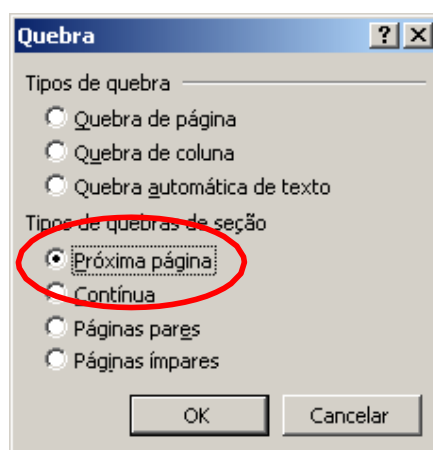 Quebra
Tipos de quebra
Quebra de página
Quebra de coluna
Quebra automática de texto
Tipos de quebras de seção
Próxima página
Contínua
Páginas pares
Páginas ímpares
OK Cancelar